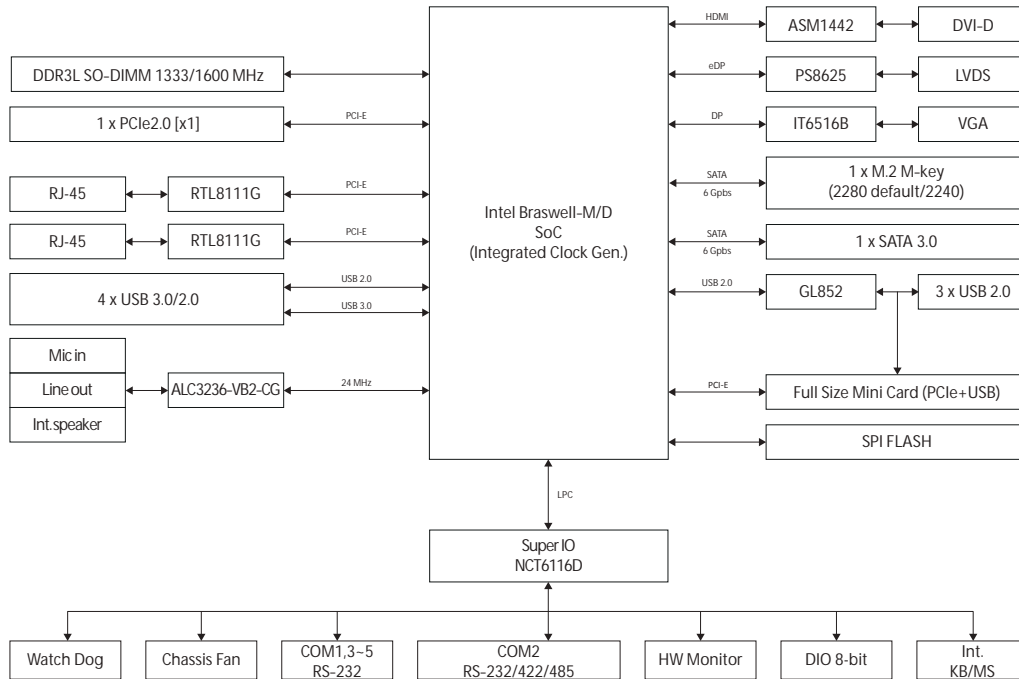 DDR3L SO-DIMM 1333/1600 MHz
1 x PCIe2.0 [x1]
PCI-E
RJ-45
RTL8111G
PCI-E
RJ-45
RTL8111G
PCI-E
4 x USB 3.0/2.0
USB 2.0
USB 3.0
Mic in
Line out
Int.speaker
ALC3236-VB2-CG
24 MHz
Intel Braswell-M/D
SoC
(Integrated Clock Gen.)
HDMI
ASM1442
DVI-D
eDP
PS8625
LVDS
DP
IT6516B
VGA
SATA
6 Gpbs
1 x M.2 M-key
(2280 default/2240)
SATA
6 Gpbs
1 x SATA 3.0
USB 2.0
GL852
3 x USB 2.0
PCI-E
Full Size Mini Card (PCIe+USB)
SPI FLASH
LPC
Super IO
NCT6116D
Watch Dog
Chassis Fan
COM1,3~5
RS-232
COM2
RS-232/422/485
HW Monitor
DIO 8-bit
Int.
KB/MS